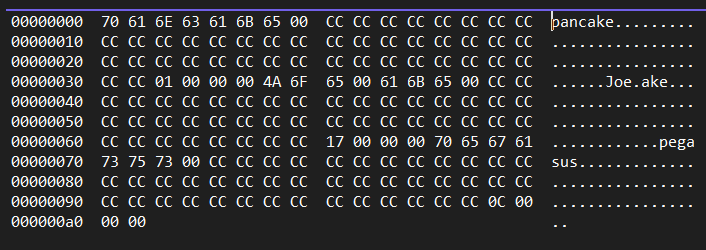 00000000 70 61 6E 63 61 6B 65 00 CC CC CC CC CC CC CC CC pancake.........
00000010 CC CC CC CC CC CC CC CC CC CC CC CC CC CC CC CC ................
00000020 CC CC CC CC CC CC CC CC CC CC CC CC CC CC CC CC ................
00000030 CC CC 01 00 00 00 4A 6F 65 00 61 6B 65 00 CC CC ......Joe.ake...
00000040 CC CC CC CC CC CC CC CC CC CC CC CC CC CC CC CC ................
00000050 CC CC CC CC CC CC CC CC CC CC CC CC CC CC CC CC ................
00000060 CC CC CC CC CC CC CC CC 17 00 00 00 70 65 67 61 ............pega
00000070 73 75 73 00 CC CC CC CC CC CC CC CC CC CC CC CC sus.............
00000080 CC CC CC CC CC CC CC CC CC CC CC CC CC CC CC CC ................
00000090 CC CC CC CC CC CC CC CC CC CC CC CC CC CC 0C 00 ................
000000a0 00 00 ..